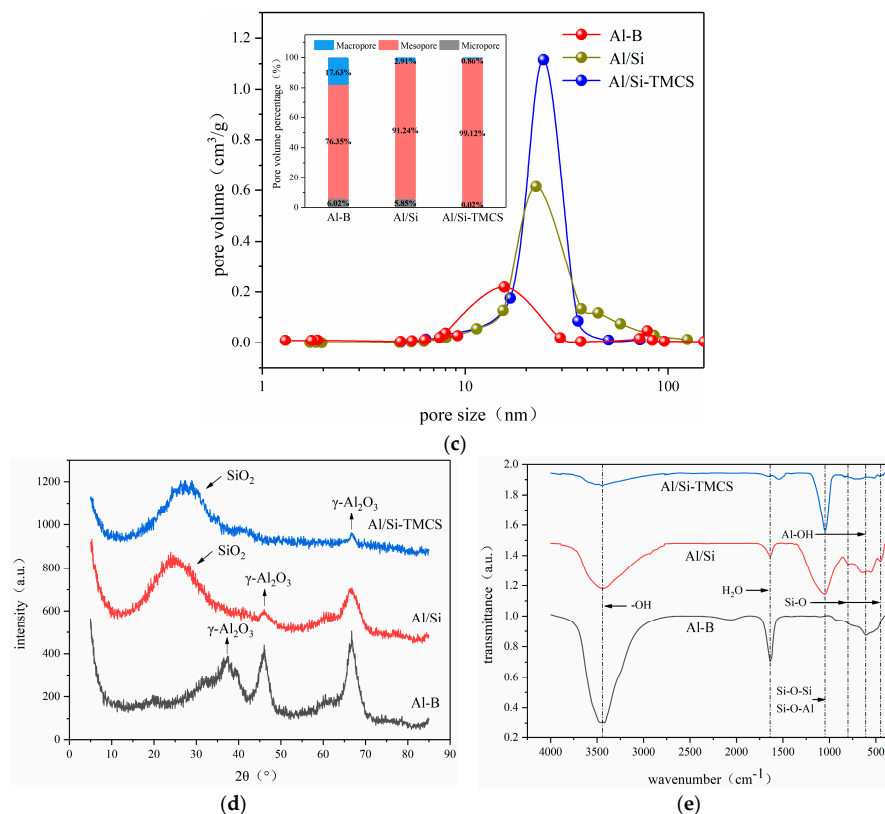 1.2
1.0
0.8
0.6
0.4
0.2
0.0
pore volume（cm³/g）
1
10
100
pore size（nm）
Al-B
Al/Si
Al/Si-TMCS
Macropore
Mesopore
Micropore
100
80
60
40
20
0
Pore volume percentage（%）
17.63%
2.91%
0.86%
76.35%
91.24%
99.12%
6.02%
5.85%
0.02%
Al-B
Al/Si
Al/Si-TMCS
(c)
1200
1000
800
600
400
200
0
intensity (a.u.)
SiO₂
γ-Al₂O₃
Al/Si-TMCS
SiO₂
γ-Al₂O₃
Al/Si
γ-Al₂O₃
Al-B
0
10
20
30
40
50
60
70
80
90
2θ (°)
(d)
2.0
1.8
1.6
1.4
1.2
1.0
0.8
0.6
0.4
0.2
transmittance (a.u.)
Al/Si-TMCS
Al-OH
Al/Si
H₂O
-OH
Si-O
Al-B
Si-O-Si
Si-O-Al
4000
3500
3000
2500
2000
1500
1000
500
wavenumber (cm⁻¹)
(e)